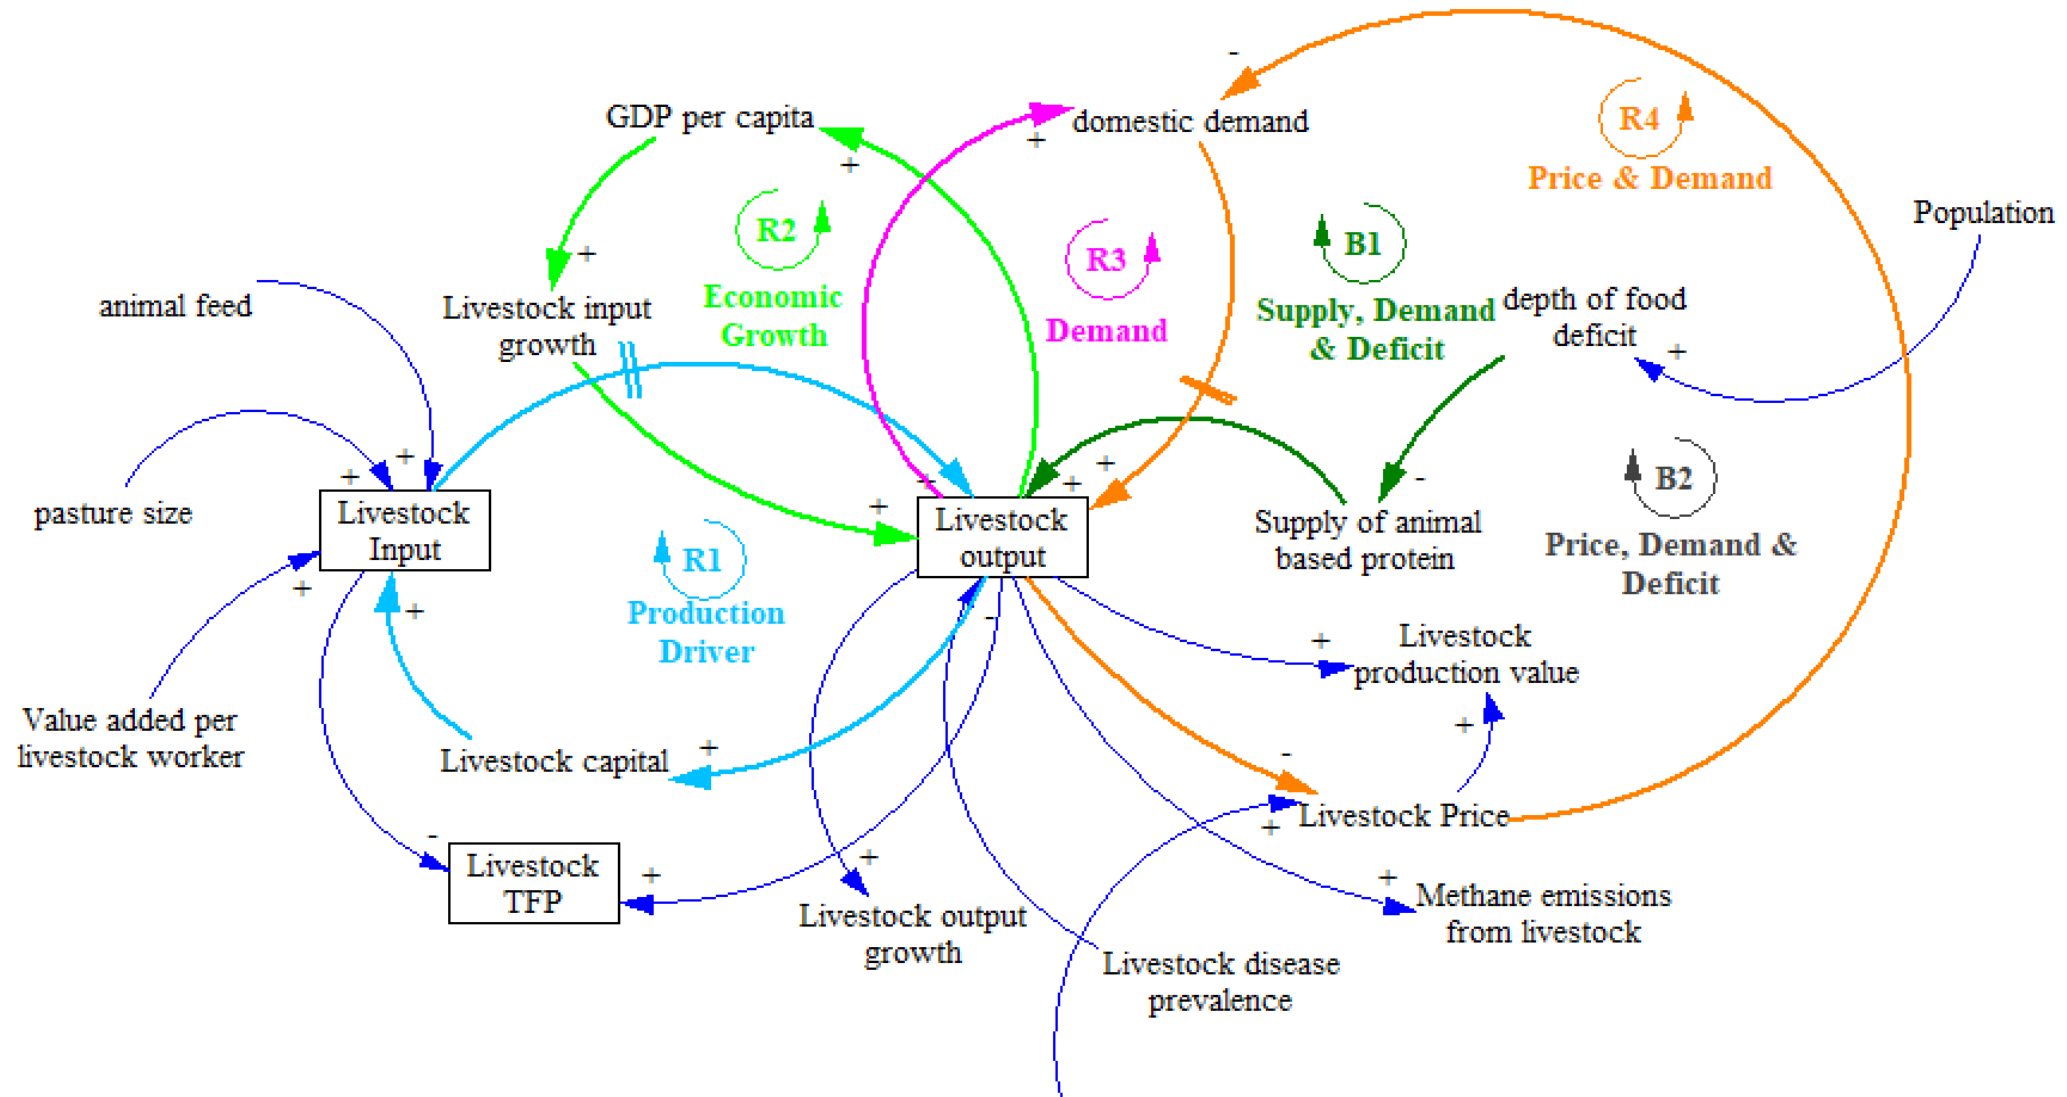 GDP per capita
domestic demand
R4
Price & Demand
Population
R2
Economic
Growth
R3
Demand
B1
Supply, Demand
& Deficit
depth of food
deficit
animal feed
Livestock input
growth
pasture size
Livestock
Input
R1
Production
Driver
Livestock
output
Supply of animal
based protein
B2
Price, Demand &
Deficit
Livestock
production value
Value added per
livestock worker
Livestock capital
Livestock Price
Livestock
TFP
Livestock output
growth
Livestock disease
prevalence
Methane emissions
from livestock